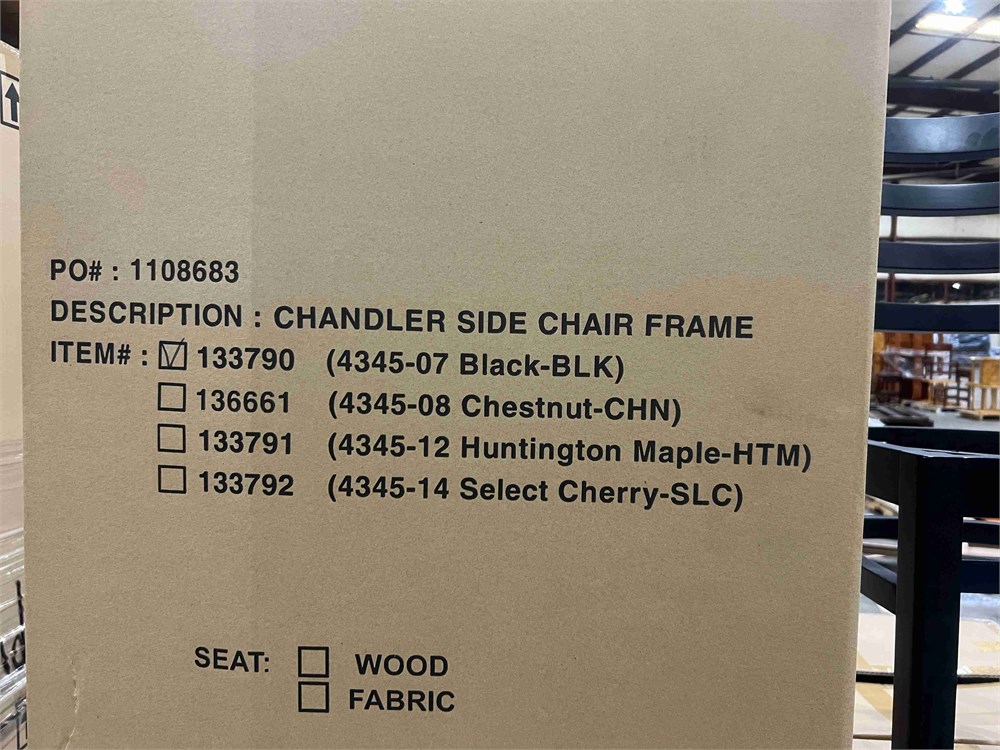 PO# : 1108683
DESCRIPTION : CHANDLER SIDE CHAIR FRAME
ITEM# : ☑ 133790 (4345-07 Black-BLK)
☐ 136661 (4345-08 Chestnut-CHN)
☐ 133791 (4345-12 Huntington Maple-HTM)
☐ 133792 (4345-14 Select Cherry-SLC)
SEAT: ☐ WOOD
☐ FABRIC